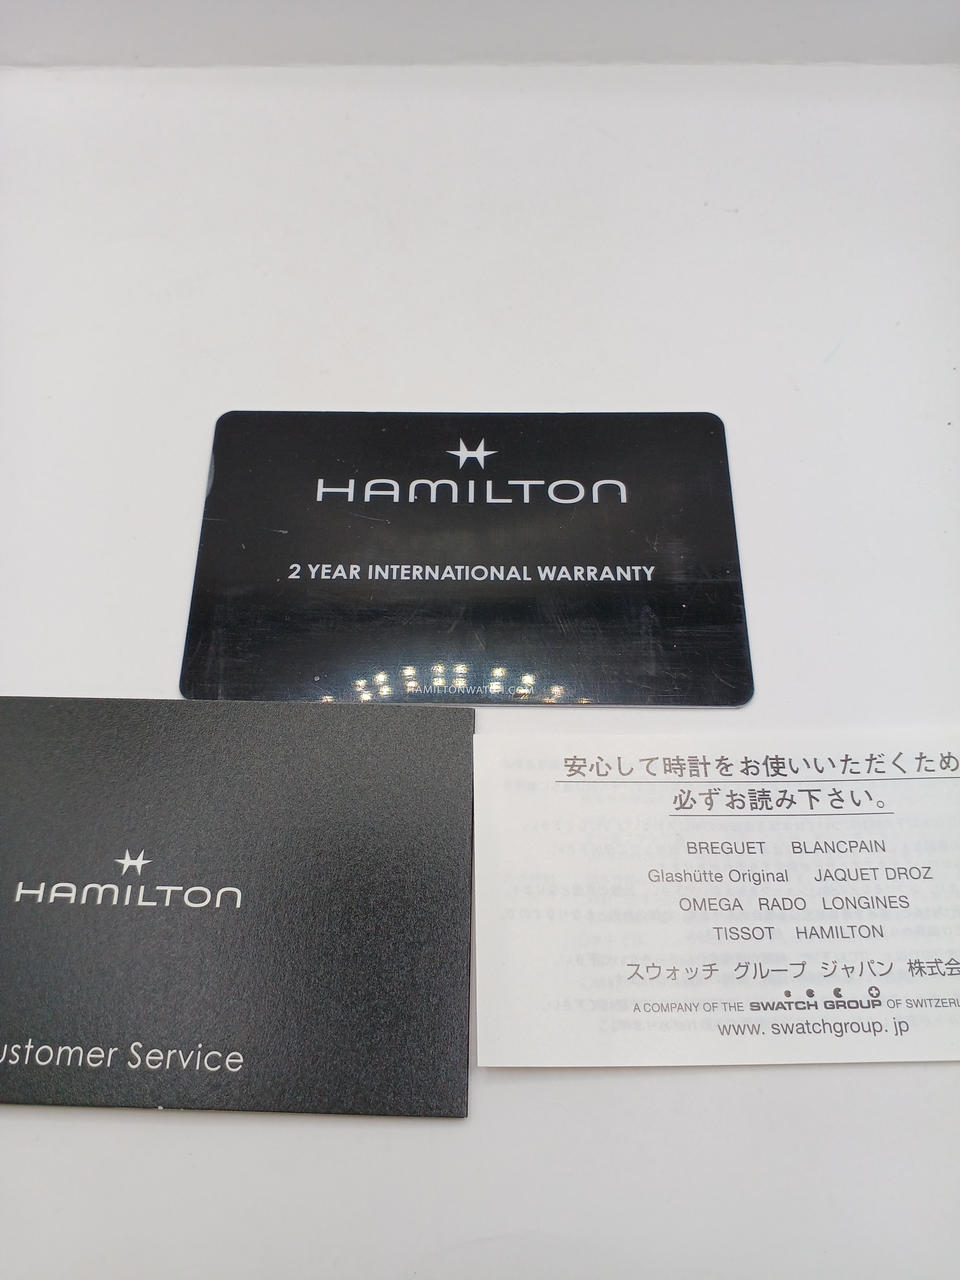 HAMILTON
2 YEAR INTERNATIONAL WARRANTY
HAMILTONWATCH.COM
HAMILTON
ustomer Service
安心して時計をお使いいただくため
必ずお読み下さい。
BREGUET BLANCPAIN
Glashütte Original JAQUET DROZ
OMEGA RADO LONGINES
TISSOT HAMILTON
スウォッチ グループ ジャパン 株式会
A COMPANY OF THE SWATCH GROUP OF SWITZERL
www. swatchgroup. jp